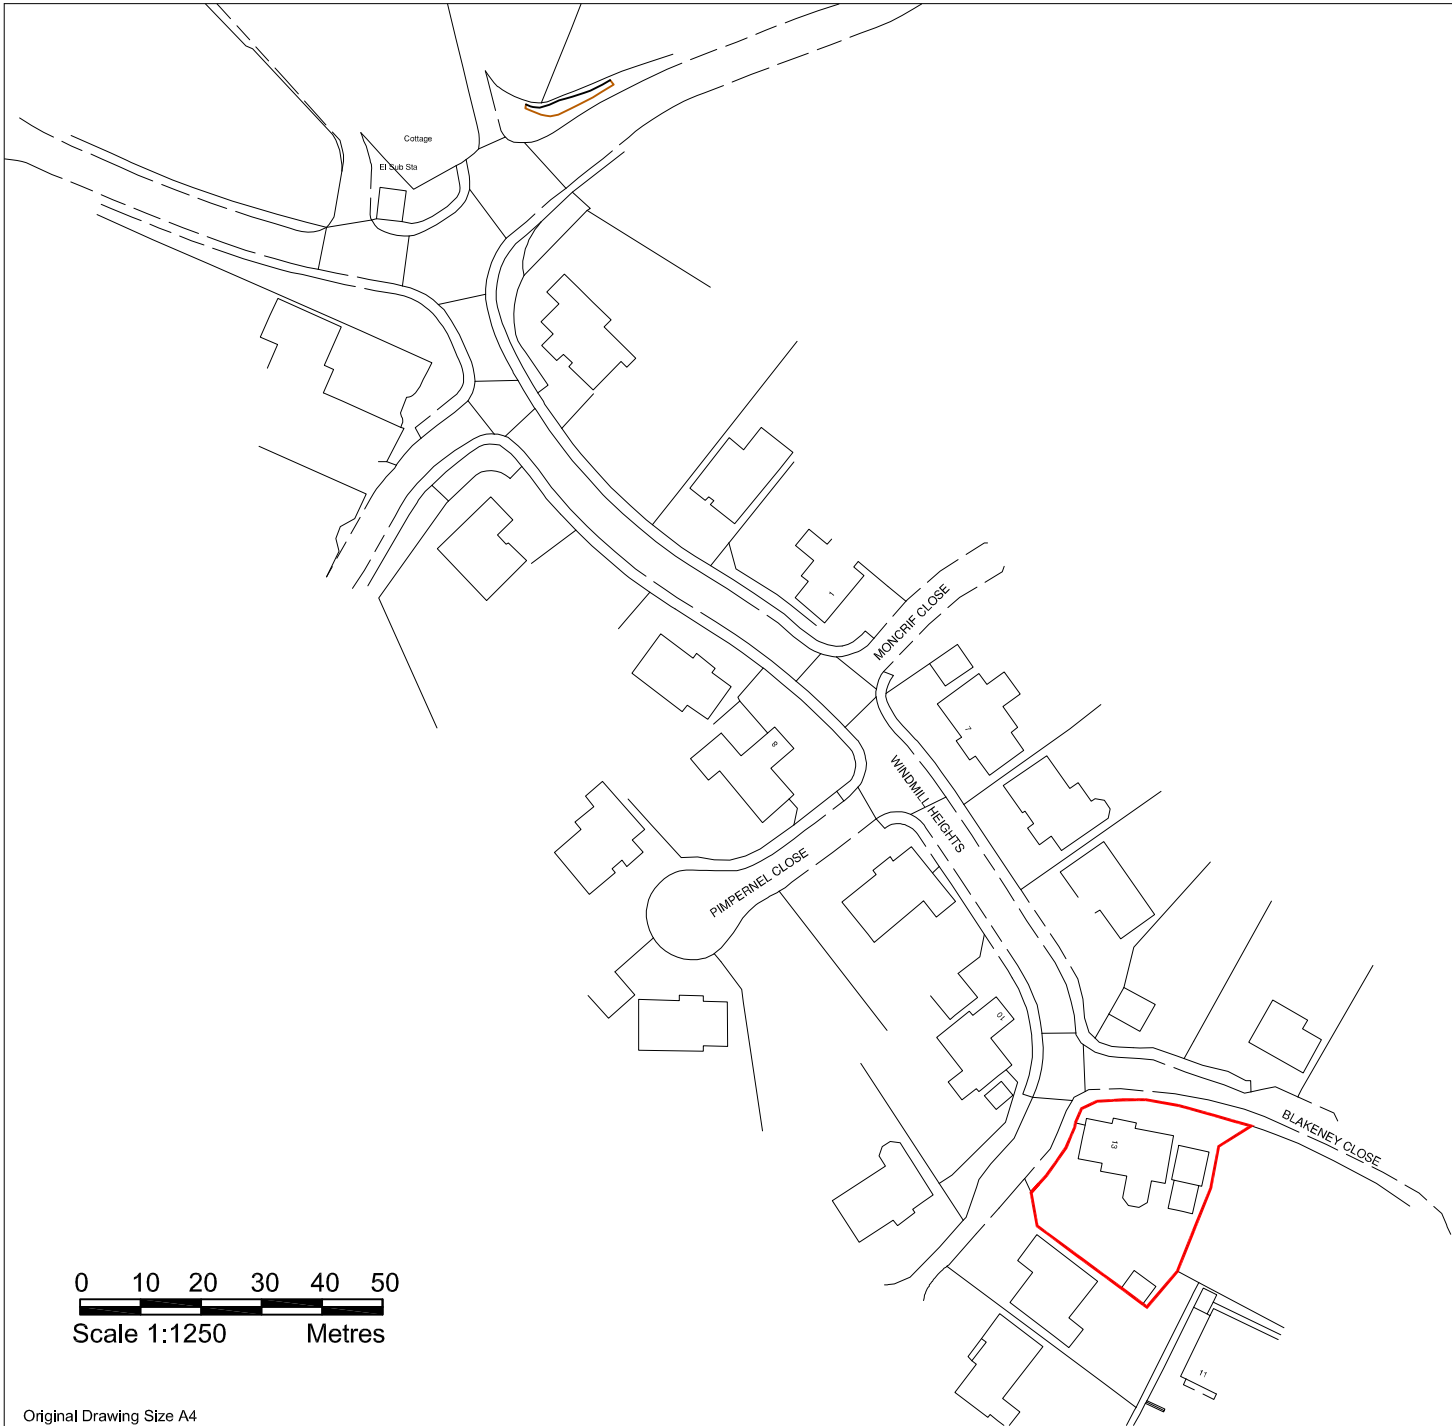 Cottage
El Sub Sta
1
MONCRIF CLOSE
7
8
WINDMILL HEIGHTS
PIMPERNEL CLOSE
10
BLAKENEY CLOSE
13
0 10 20 30 40 50
Scale 1:1250 Metres
11
Original Drawing Size A4